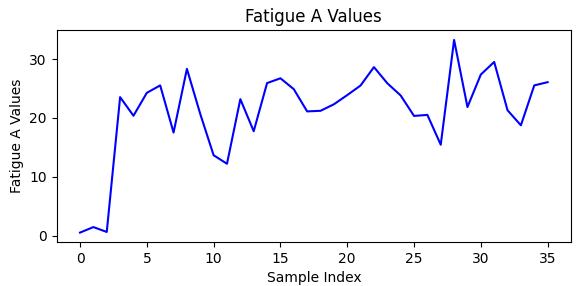 Fatigue A Values
Fatigue A Values
30
20
10
0
0 5 10 15 20 25 30 35
Sample Index